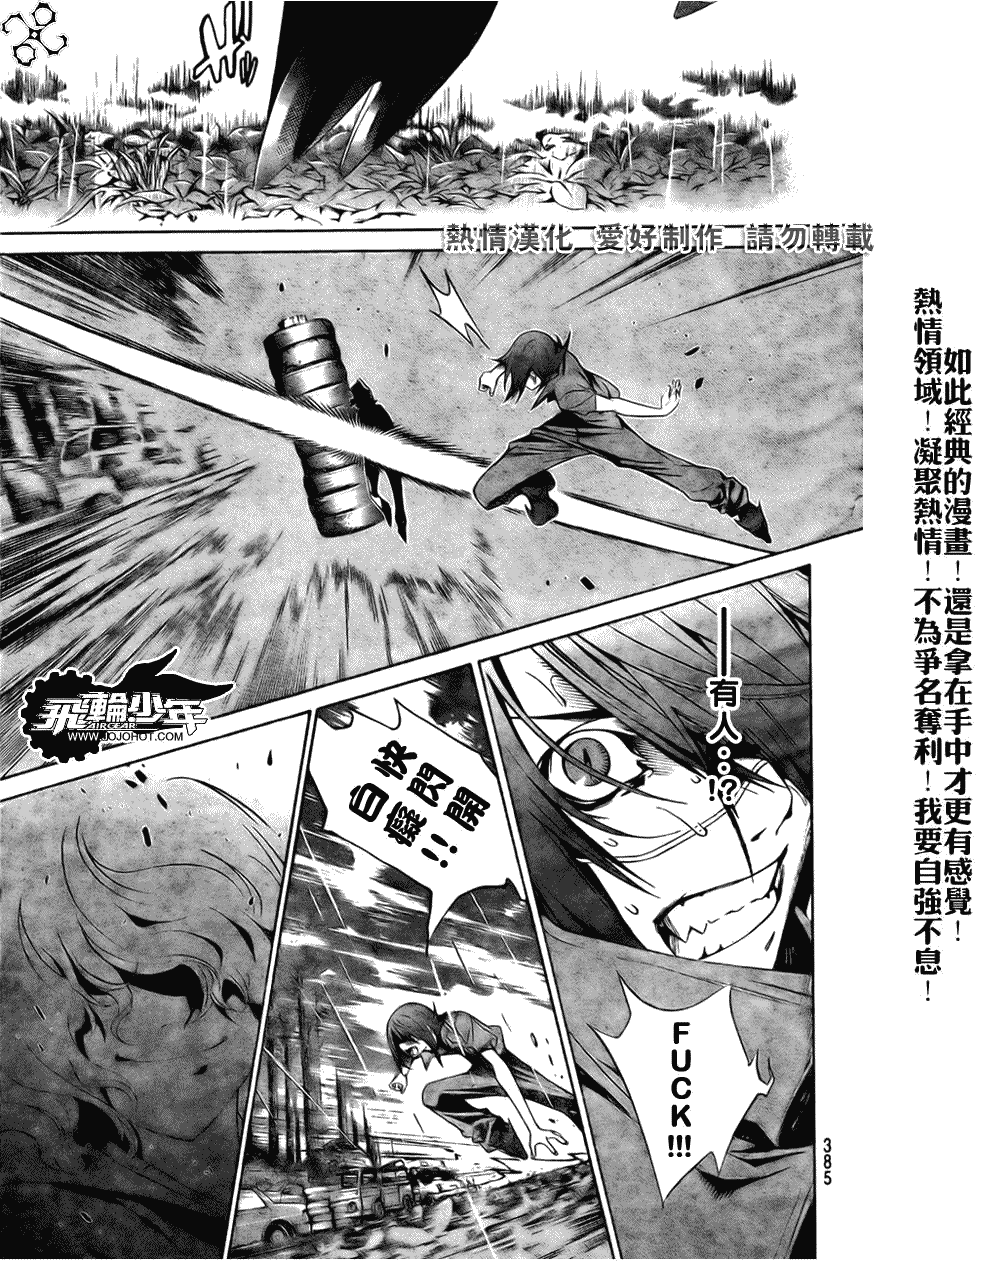 ザッ
熱情漢化 愛好制作 請勿轉載
如此經典的漫畫！還是拿在手中才更有感覺！
熱情領域！凝聚熱情！不為爭名奪利！我要自強不息！
──有人…!?
FUCK!!!
快閃開
白癡!!
飛輪少年
AIRGEAR
WWW.JOJOHOT.COM
385